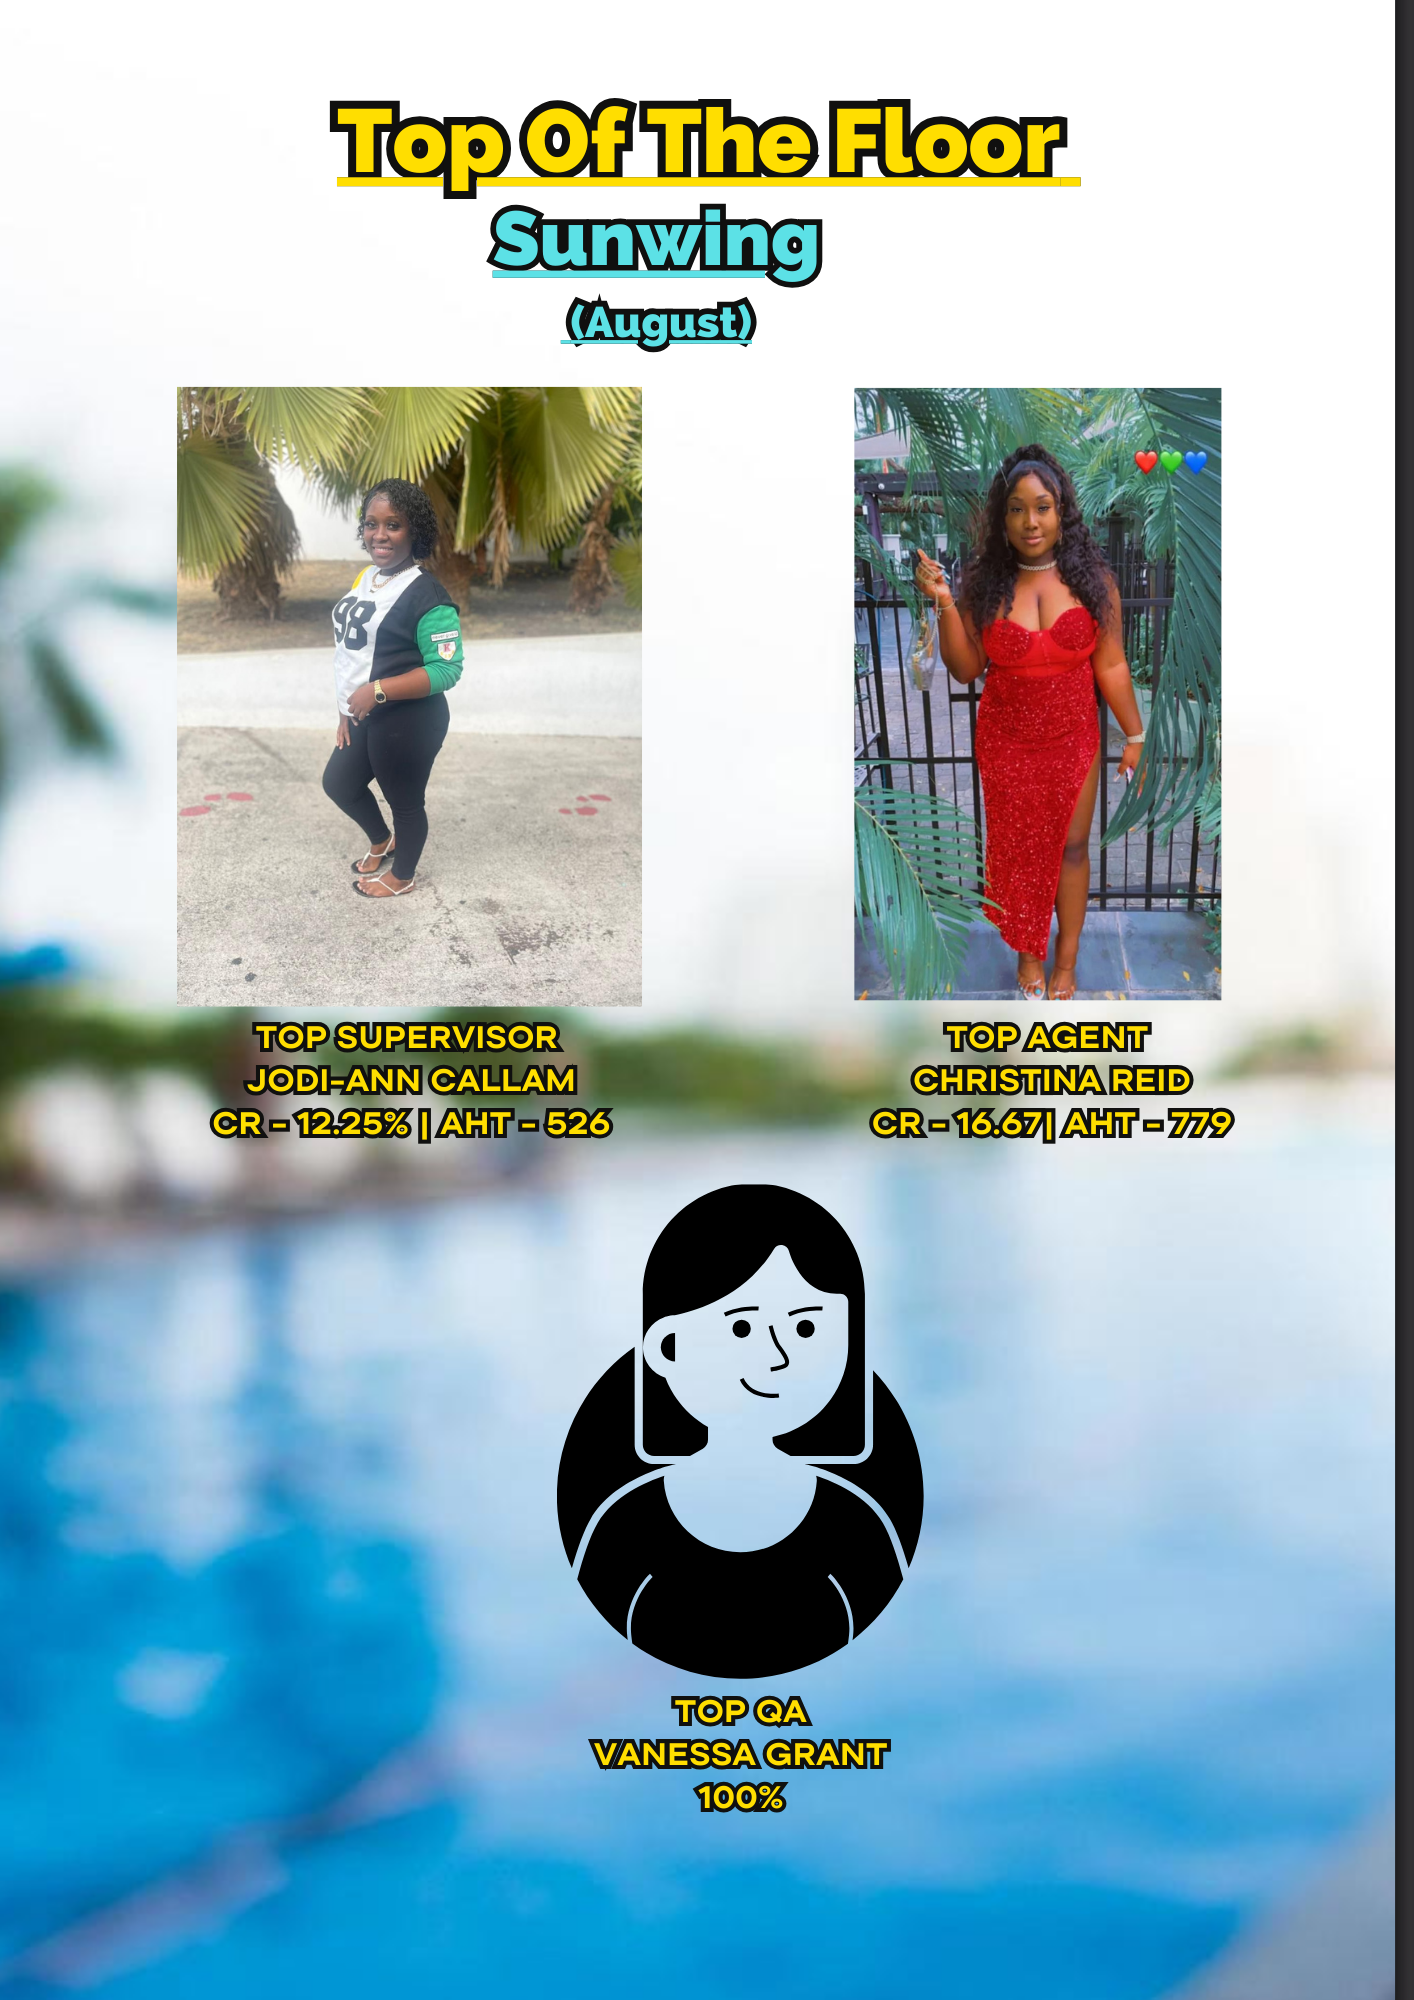 Top Of The Floor
Sunwing
(August)
98
TOP SUPERVISOR
JODI-ANN CALLAM
CR - 12.25% | AHT - 526
TOP AGENT
CHRISTINA REID
CR - 16.67| AHT - 779
TOP QA
VANESSA GRANT
100%